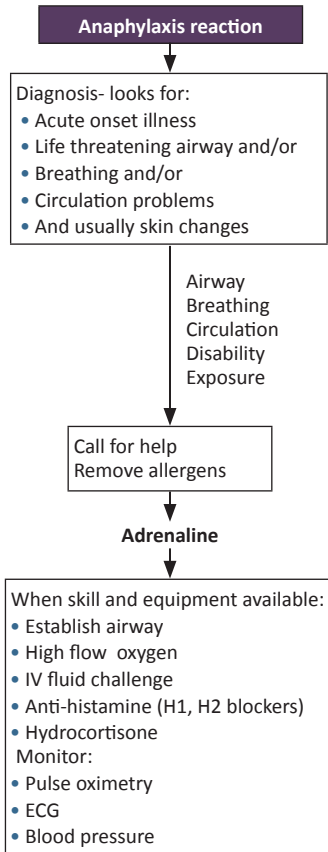 Anaphylaxis reaction
Diagnosis- looks for:
• Acute onset illness
• Life threatening airway and/or
• Breathing and/or
• Circulation problems
• And usually skin changes
Airway
Breathing
Circulation
Disability
Exposure
Call for help
Remove allergens
Adrenaline
When skill and equipment available:
• Establish airway
• High flow oxygen
• IV fluid challenge
• Anti-histamine (H1, H2 blockers)
• Hydrocortisone
Monitor:
• Pulse oximetry
• ECG
• Blood pressure